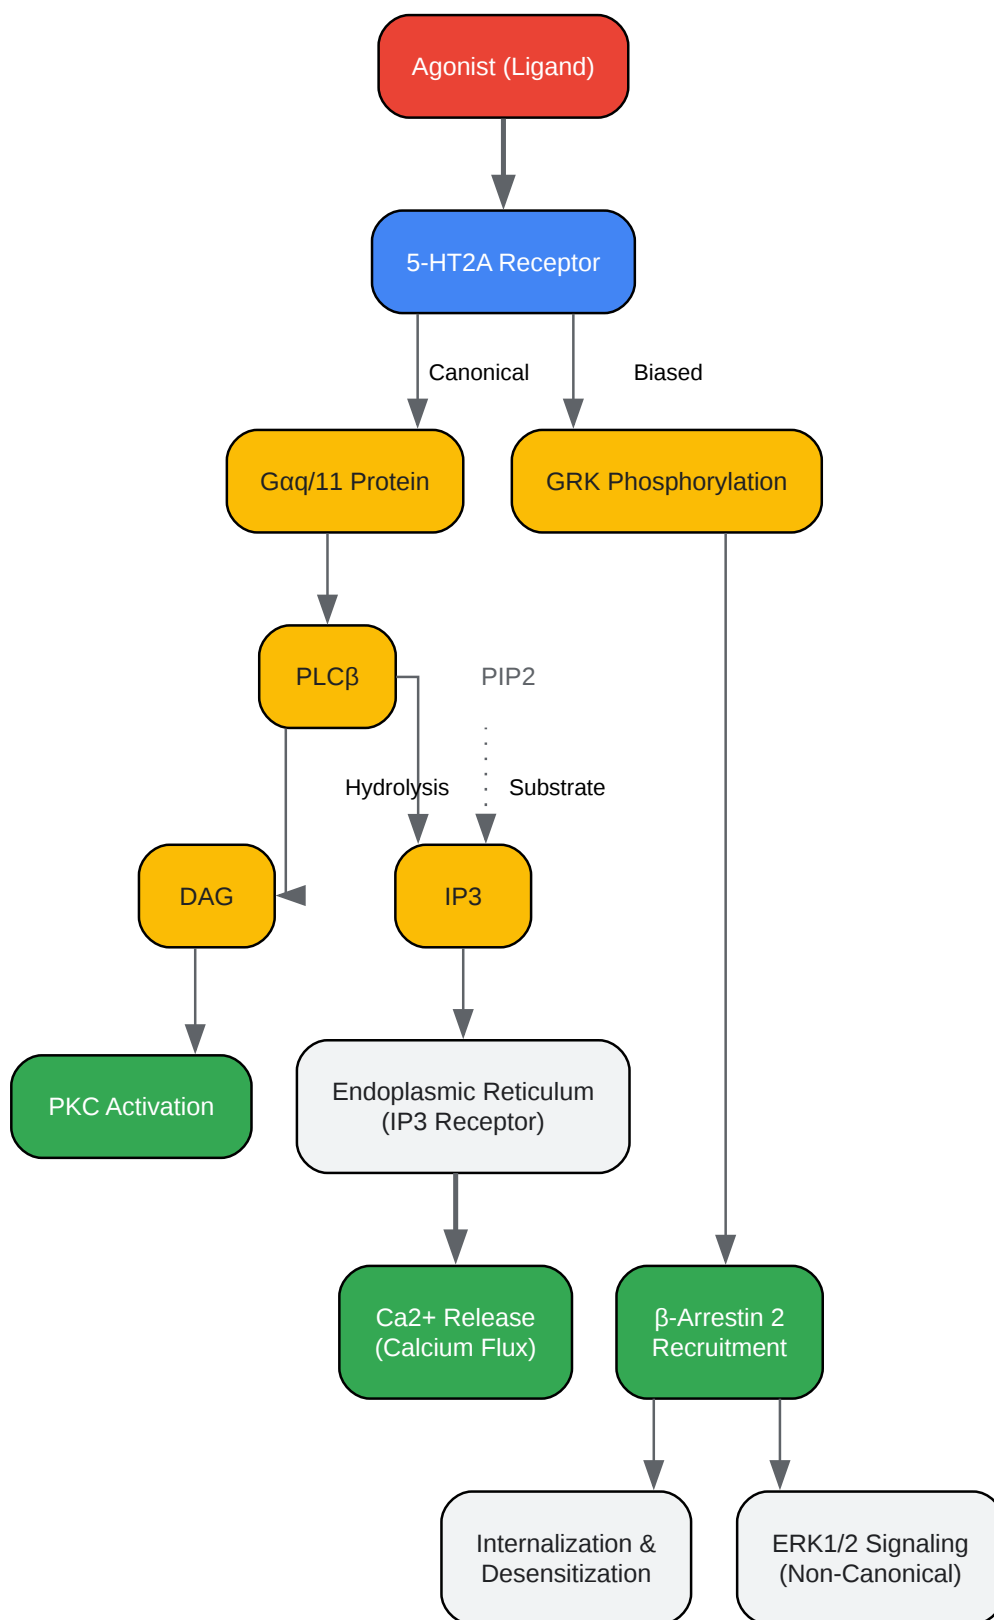 Agonist (Ligand)
5-HT2A Receptor
Canonical
Biased
Gαq/11 Protein
GRK Phosphorylation
PLCβ
PIP2
Hydrolysis
Substrate
DAG
IP3
Endoplasmic Reticulum
(IP3 Receptor)
PKC Activation
Ca2+ Release
(Calcium Flux)
β-Arrestin 2
Recruitment
Internalization &
Desensitization
ERK1/2 Signaling
(Non-Canonical)